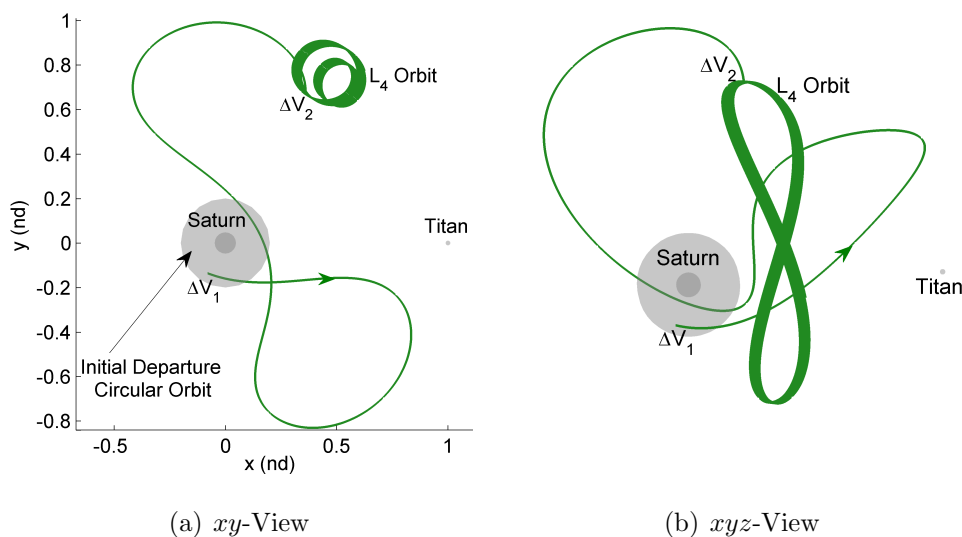 1
0.8
0.6
0.4
0.2
0
-0.2
-0.4
-0.6
-0.8
y (nd)
-0.5
0
0.5
1
x (nd)
L4 Orbit
ΔV2
Saturn
Titan
ΔV1
Initial Departure
Circular Orbit
(a) xy-View
ΔV2
L4 Orbit
Saturn
Titan
ΔV1
(b) xyz-View